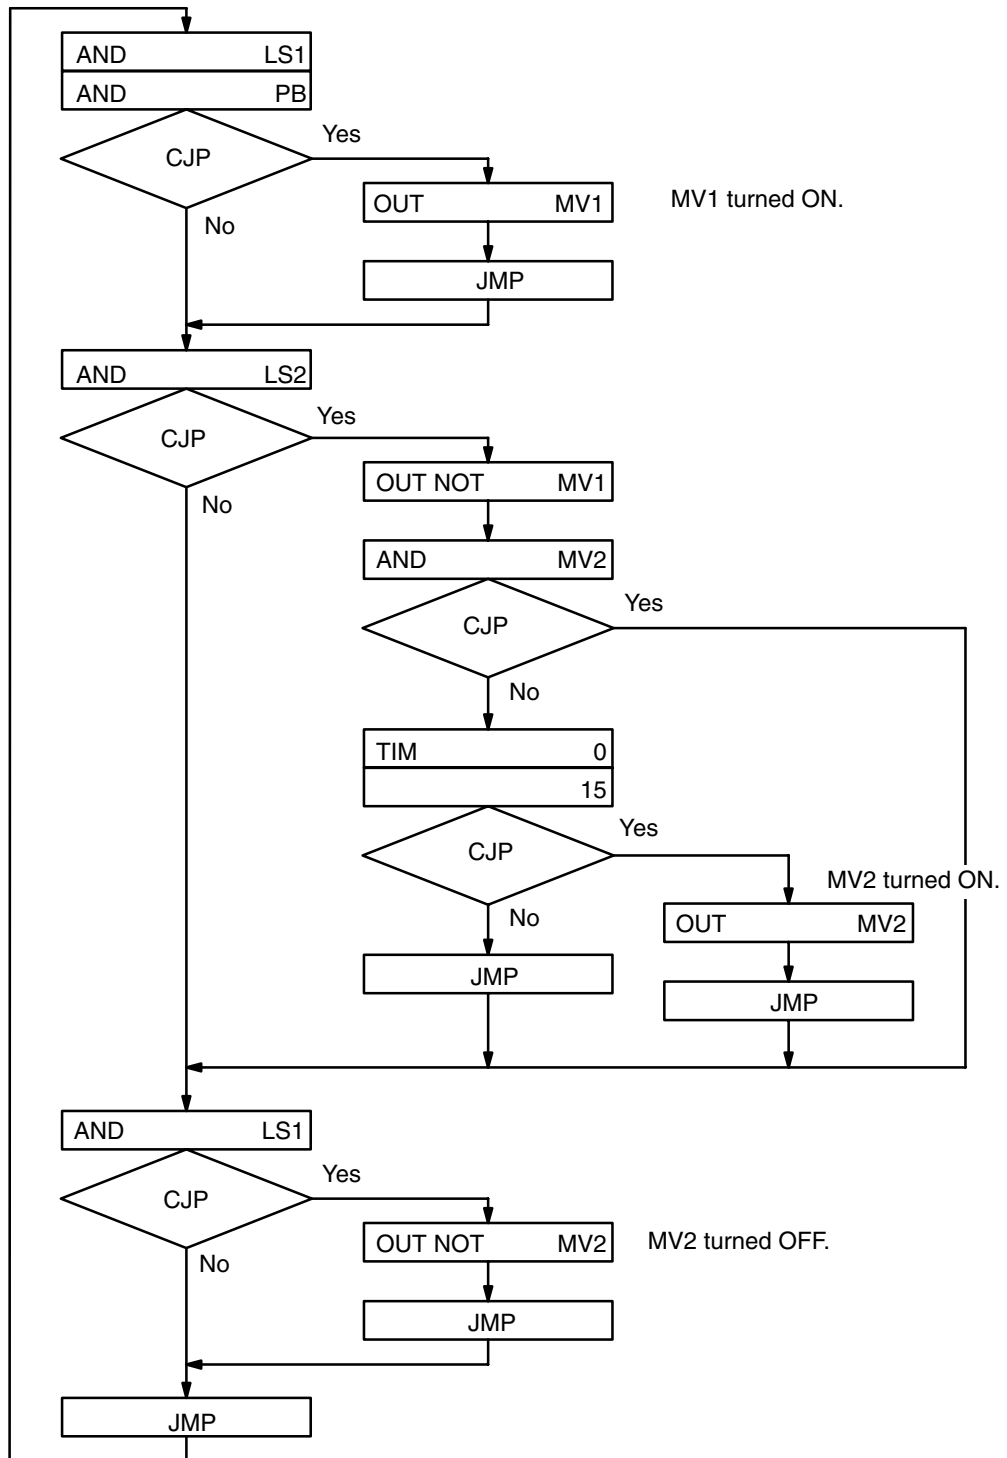 AND LS1
AND PB
CJP
Yes
No
OUT MV1
MV1 turned ON.
JMP
AND LS2
CJP
Yes
No
OUT NOT MV1
AND MV2
CJP
Yes
No
TIM 0
15
CJP
Yes
No
MV2 turned ON.
OUT MV2
JMP
JMP
AND LS1
CJP
Yes
No
OUT NOT MV2
MV2 turned OFF.
JMP
JMP